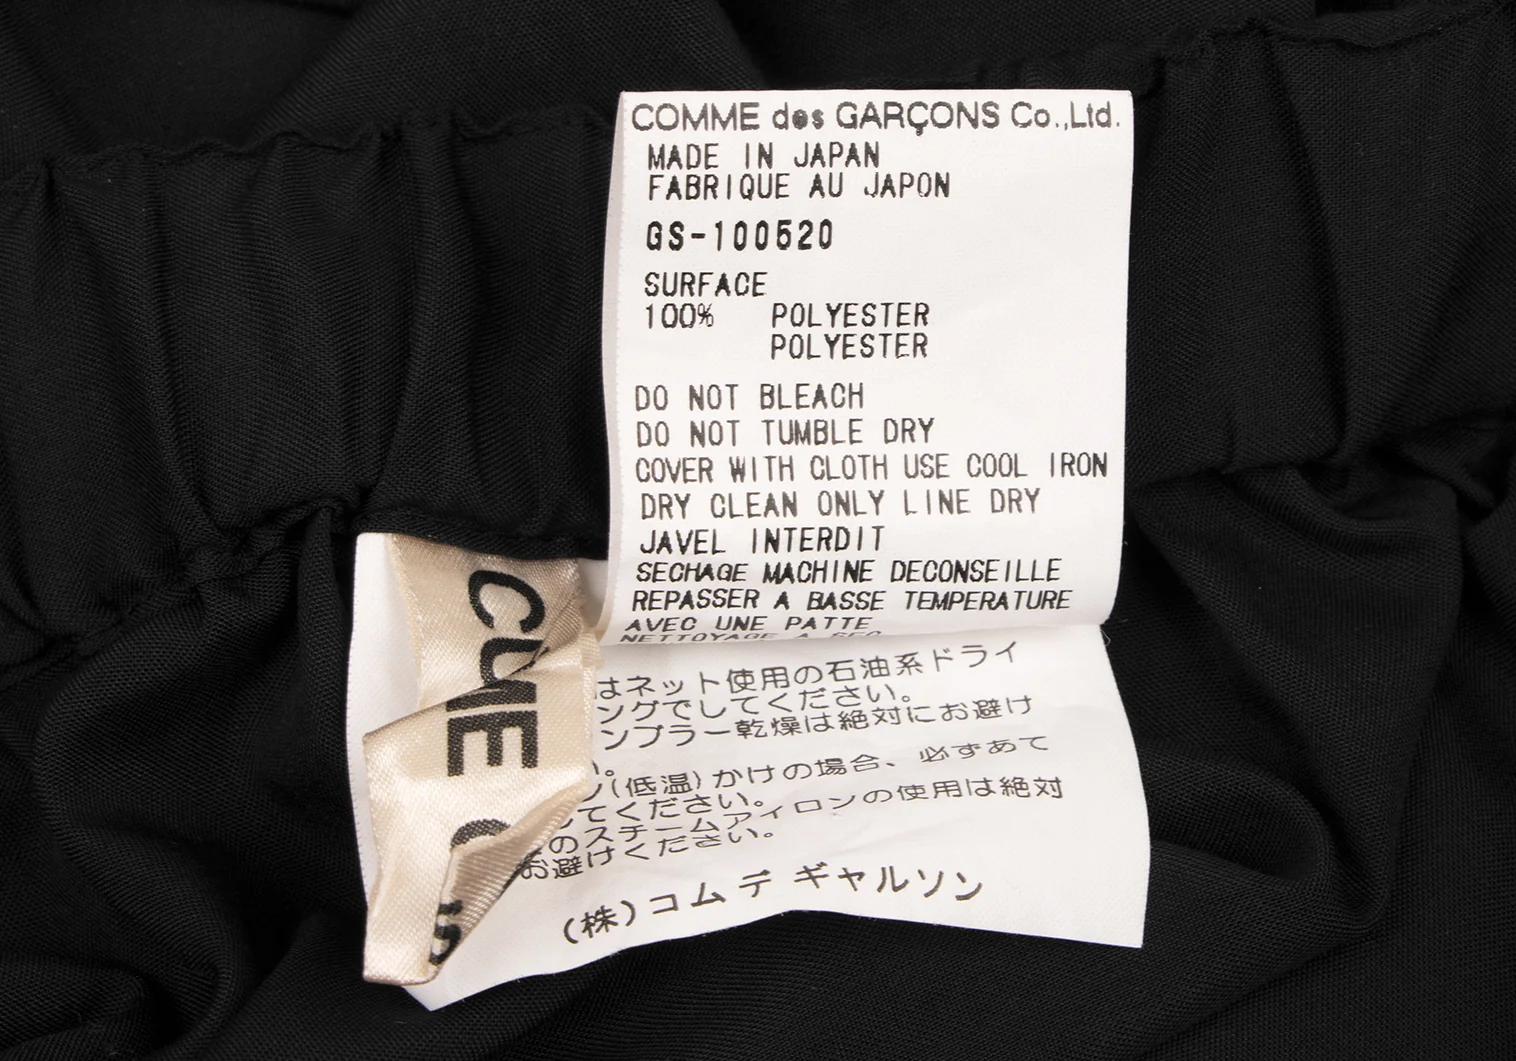 COMME des GARÇONS Co.,Ltd.
MADE IN JAPAN
FABRIQUE AU JAPON
GS-100520
SURFACE
100% POLYESTER
POLYESTER
DO NOT BLEACH
DO NOT TUMBLE DRY
COVER WITH CLOTH USE COOL IRON
DRY CLEAN ONLY LINE DRY
JAVEL INTERDIT
SECHAGE MACHINE DECONSEILLE
REPASSER A BASSE TEMPERATURE
AVEC UNE PATTE
NETTOYAGE A SEC
はネット使用の石油系ドライ
ングでしてください。
ンブラー乾燥は絶対にお避け
い。
ン(低温)かけの場合、必ずあて
してください。
のスチームアイロンの使用は絶対
お避けください。
(株)コムデギャルソン